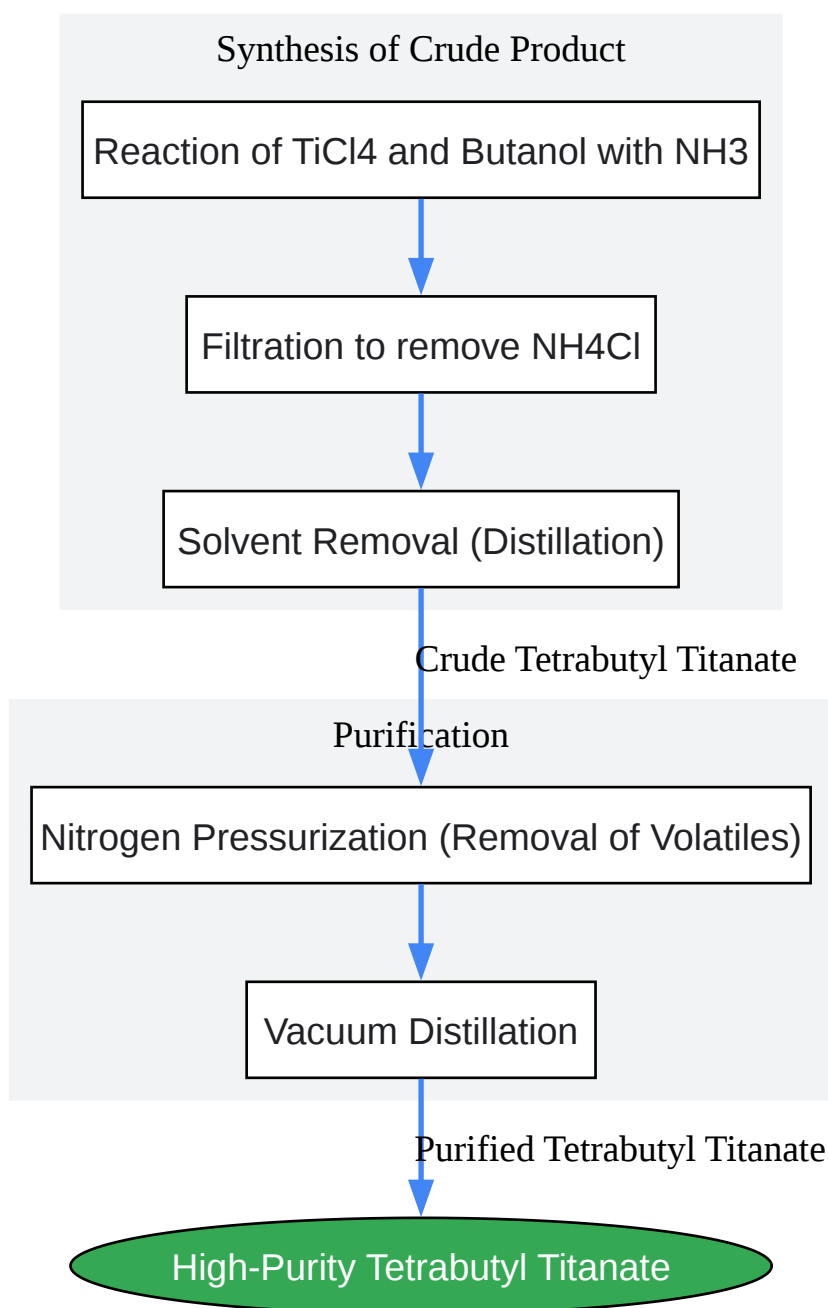 Synthesis of Crude Product
Reaction of TiCl4 and Butanol with NH3
Filtration to remove NH4Cl
Solvent Removal (Distillation)
Crude Tetrabutyl Titanate
Purification
Nitrogen Pressurization (Removal of Volatiles)
Vacuum Distillation
Purified Tetrabutyl Titanate
High-Purity Tetrabutyl Titanate